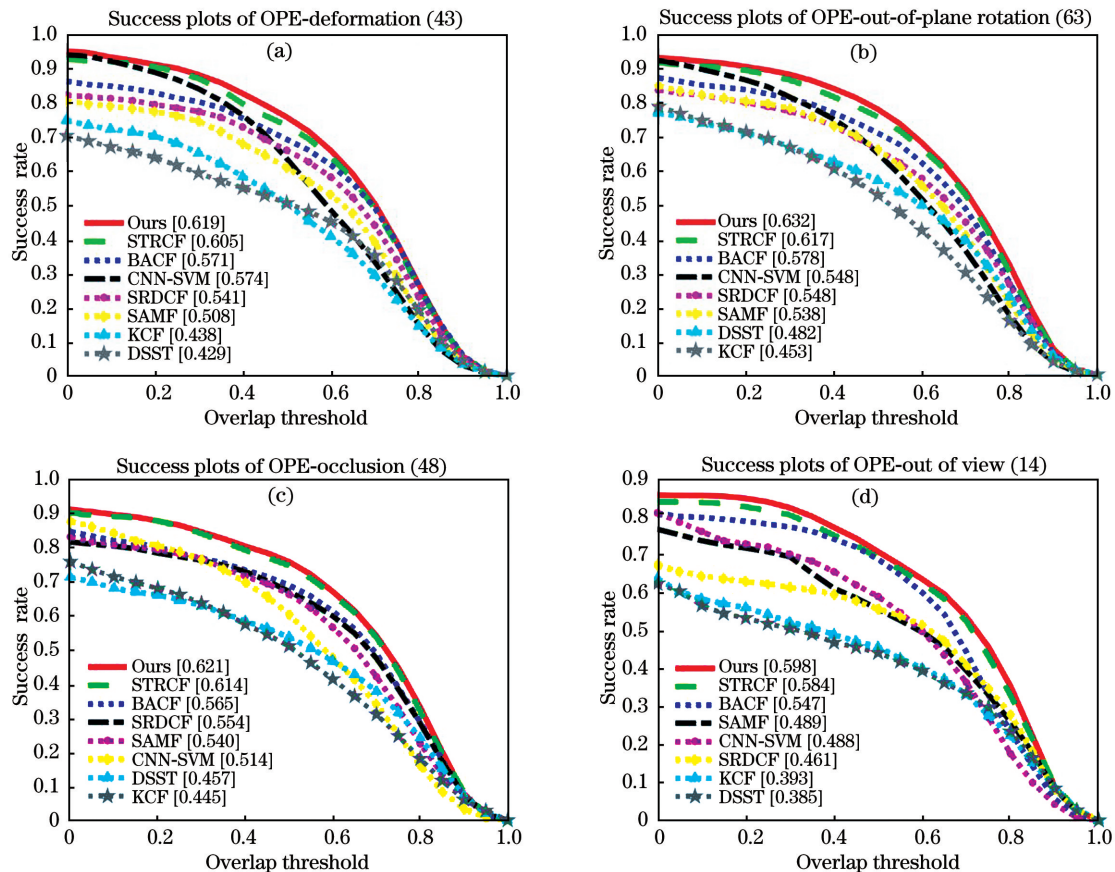 Success plots of OPE-deformation (43)
(a)
Success rate
1.0
0.9
0.8
0.7
0.6
0.5
0.4
0.3
0.2
0.1
0
Ours [0.619]
STRCF [0.605]
BACF [0.571]
CNN-SVM [0.574]
SRDCF [0.541]
SAMF [0.508]
KCF [0.438]
DSST [0.429]
0 0.2 0.4 0.6 0.8 1.0
Overlap threshold
Success plots of OPE-out-of-plane rotation (63)
(b)
Success rate
1.0
0.9
0.8
0.7
0.6
0.5
0.4
0.3
0.2
0.1
0
Ours [0.632]
STRCF [0.617]
BACF [0.578]
CNN-SVM [0.548]
SRDCF [0.548]
SAMF [0.538]
DSST [0.482]
KCF [0.453]
0 0.2 0.4 0.6 0.8 1.0
Overlap threshold
Success plots of OPE-occlusion (48)
(c)
Success rate
1.0
0.9
0.8
0.7
0.6
0.5
0.4
0.3
0.2
0.1
0
Ours [0.621]
STRCF [0.614]
BACF [0.565]
SRDCF [0.554]
SAMF [0.540]
CNN-SVM [0.514]
DSST [0.457]
KCF [0.445]
0 0.2 0.4 0.6 0.8 1.0
Overlap threshold
Success plots of OPE-out of view (14)
(d)
Success rate
0.9
0.8
0.7
0.6
0.5
0.4
0.3
0.2
0.1
0
Ours [0.598]
STRCF [0.584]
BACF [0.547]
SAMF [0.489]
CNN-SVM [0.488]
SRDCF [0.461]
KCF [0.393]
DSST [0.385]
0 0.2 0.4 0.6 0.8 1.0
Overlap threshold